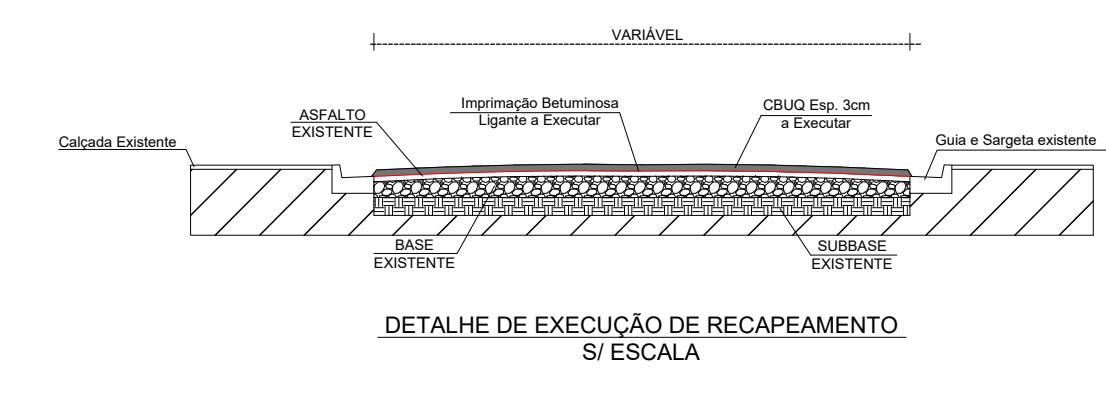 VARIÁVEL
Imprimação Betuminosa
Ligante a Executar
CBUQ Esp. 3cm
a Executar
ASFALTO
EXISTENTE
Calçada Existente
Guia e Sargeta existente
BASE
EXISTENTE
SUBBASE
EXISTENTE
DETALHE DE EXECUÇÃO DE RECAPEAMENTO
S/ ESCALA